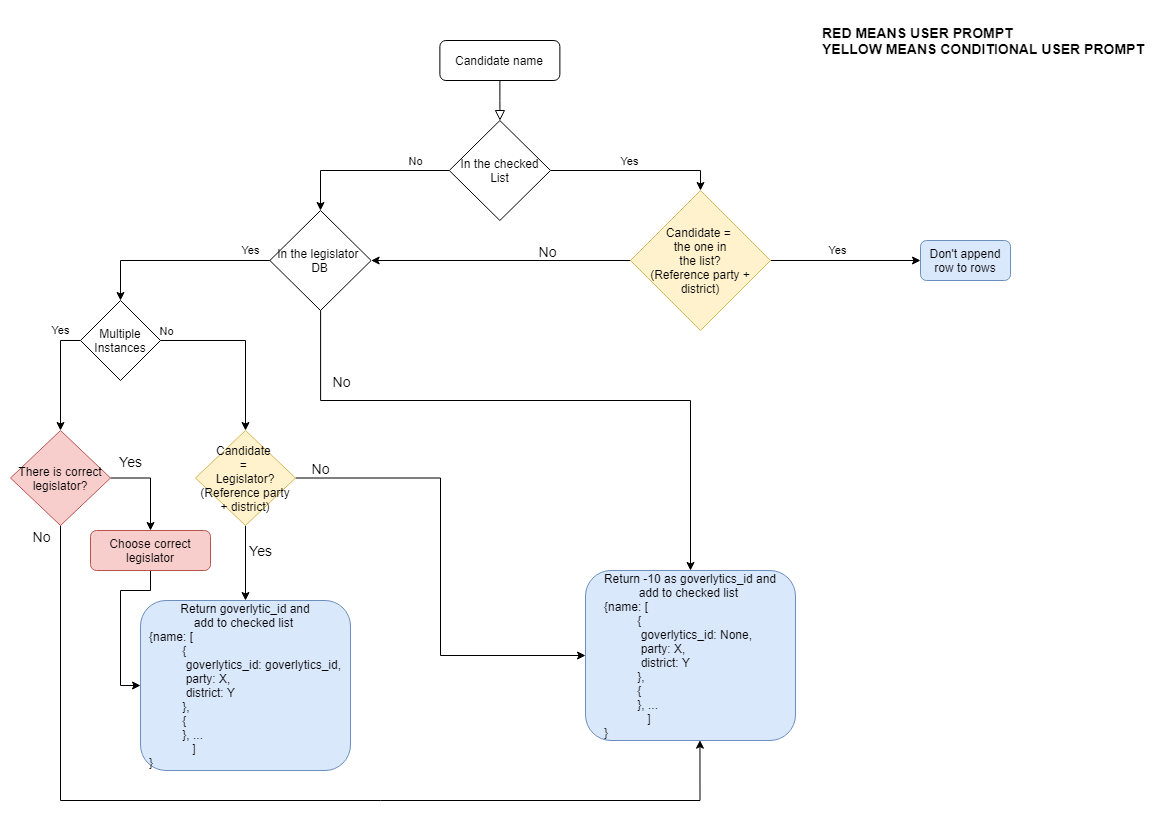 RED MEANS USER PROMPT
YELLOW MEANS CONDITIONAL USER PROMPT
Candidate name
In the checked
List
No
Yes
In the legislator
DB
Candidate =
the one in
the list?
(Reference party +
district)
No
Yes
Don't append
row to rows
Yes
Multiple
Instances
Yes
No
No
There is correct
legislator?
Yes
No
Choose correct
legislator
Candidate
=
Legislator?
(Reference party
+ district)
No
Yes
Return goverlytic_id and
add to checked list
{name: [
{
goverlytics_id: goverlytics_id,
party: X,
district: Y
},
{
}, ...
]
}
Return -10 as goverlytics_id and
add to checked list
{name: [
{
goverlytics_id: None,
party: X,
district: Y
},
{
}, ...
]
}